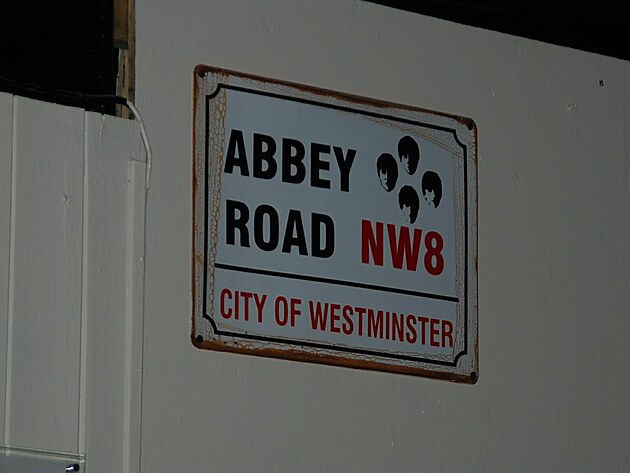 ABBEY
ROAD NW8
CITY OF WESTMINSTER